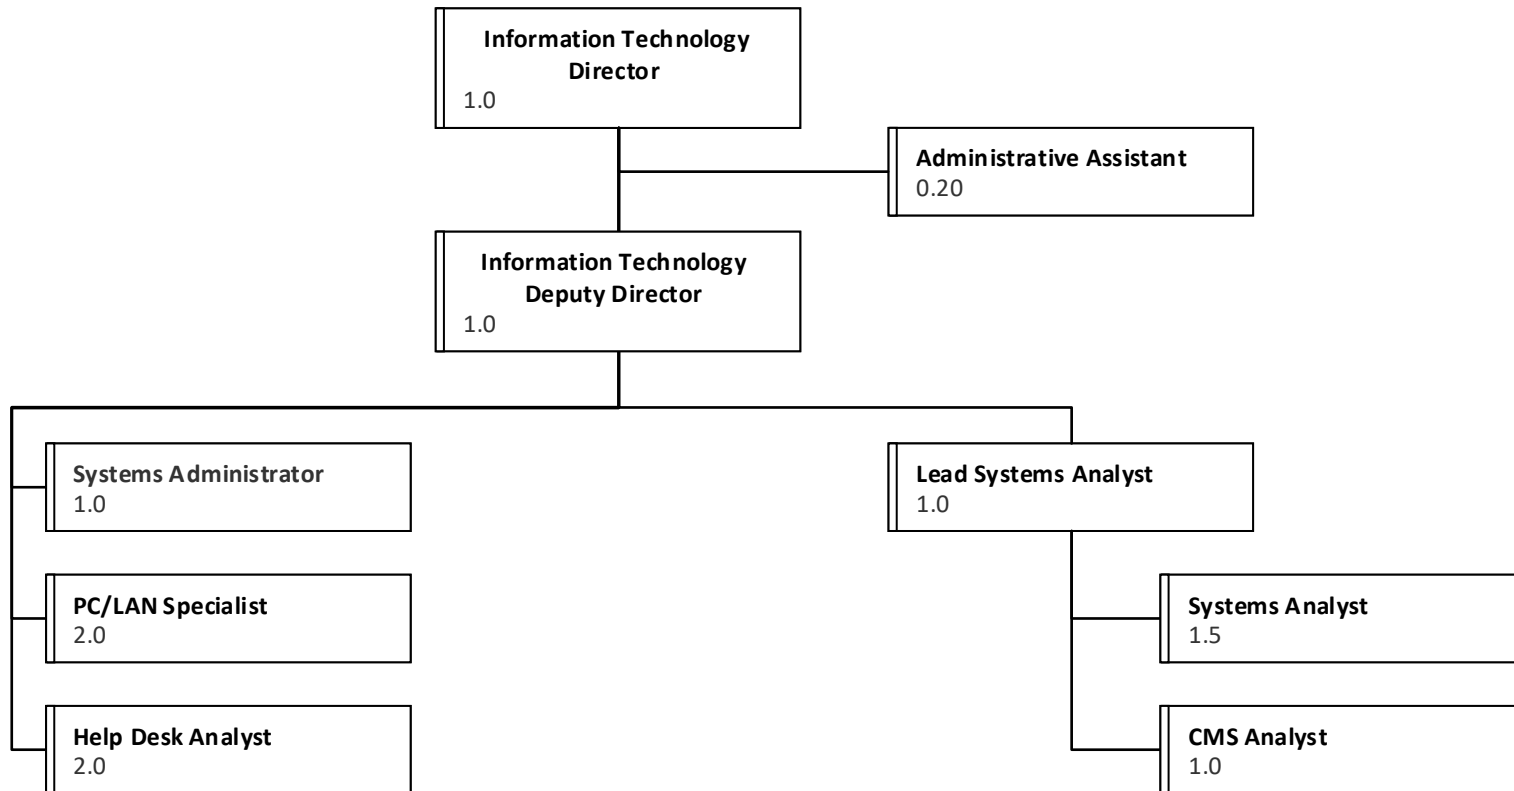 Information Technology
Director
1.0
Administrative Assistant
0.20
Information Technology
Deputy Director
1.0
Systems Administrator
1.0
Lead Systems Analyst
1.0
PC/LAN Specialist
2.0
Systems Analyst
1.5
Help Desk Analyst
2.0
CMS Analyst
1.0